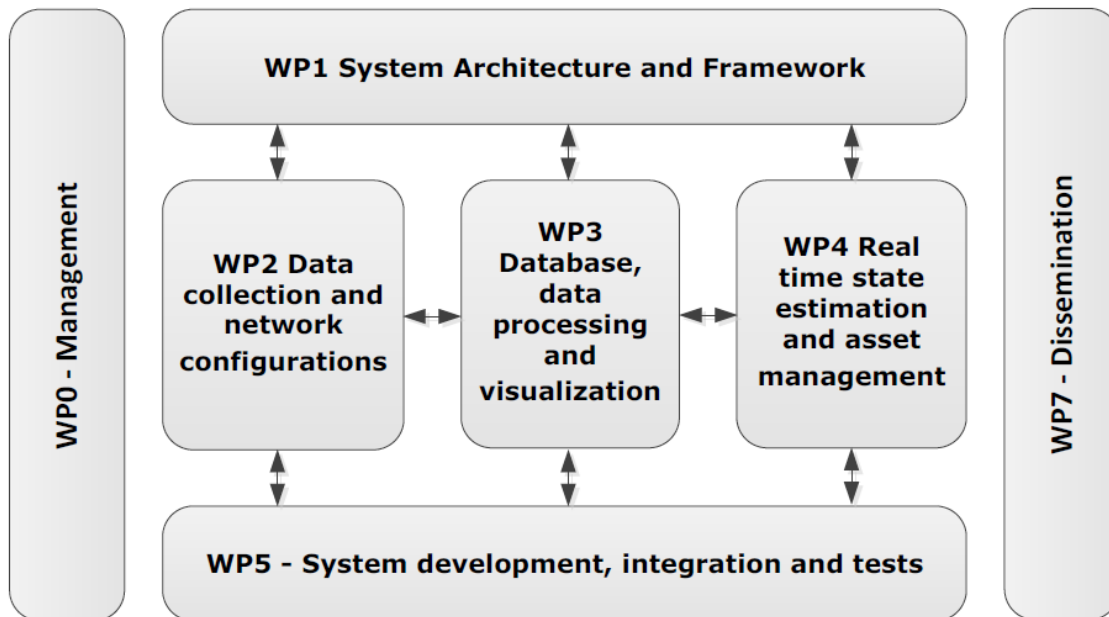 WP0 - Management
WP1 System Architecture and Framework
WP2 Data
collection and
network
configurations
WP3
Database,
data
processing
and
visualization
WP4 Real
time state
estimation
and asset
management
WP5 - System development, integration and tests
WP7 - Dissemination